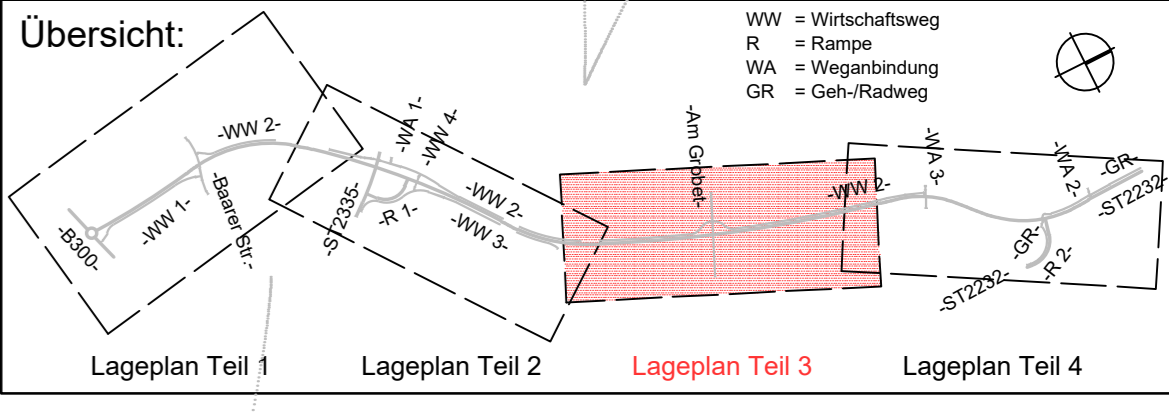 Übersicht:
WW = Wirtschaftsweg
R = Rampe
WA = Weganbindung
GR = Geh-/Radweg
-B300-
-WW 1-
-Baarer Str.-
-WW 2-
-ST2335-
-WA 1-
-WW 4-
-R 1-
-WW 2-
-WW 3-
-Am Grobet-
-WW 2-
-WA 3-
-WA 2-
-GR-
-ST2232-
-GR-
-R 2-
-ST2232-
Lageplan Teil 1
Lageplan Teil 2
Lageplan Teil 3
Lageplan Teil 4